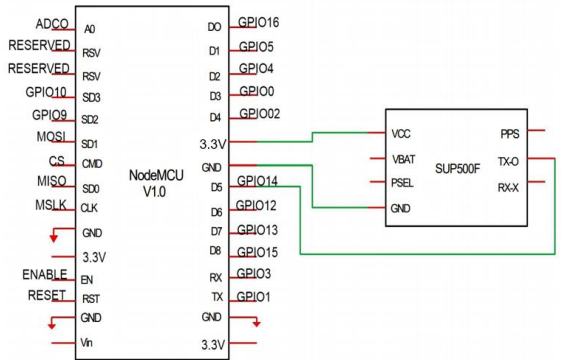 ADCO A0 DO GPIO16
RESERVED RSV D1 GPIO5
RESERVED RSV D2 GPIO4
GPIO10 SD3 D3 GPIO0
GPIO9 SD2 D4 GPIO02
MOSI SD1 3.3V VCC PPS
CS CMD NodeMCU GND VBAT SUP500F TX-O
MISO SD0 V1.0 D5 GPIO14 PSEL RX-X
MSLK CLK D6 GPIO12 GND
GND D7 GPIO13
3.3V D8 GPIO15
ENABLE EN RX GPIO3
RESET RST TX GPIO1
GND GND
Vin 3.3V